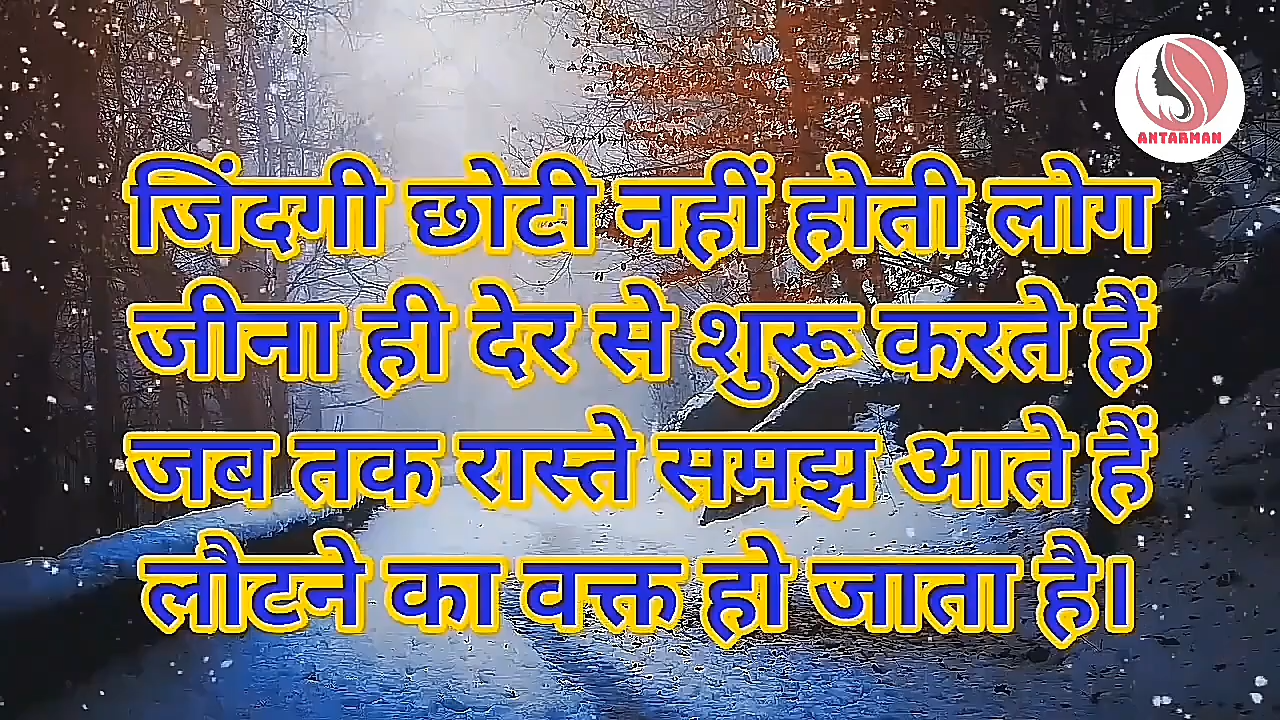 ANTARMAN
जिंदगी छोटी नहीं होती लोग
जीना ही देर से शुरू करते हैं
जब तक रास्ते समझ आते हैं
लौटने का वक्त हो जाता है।